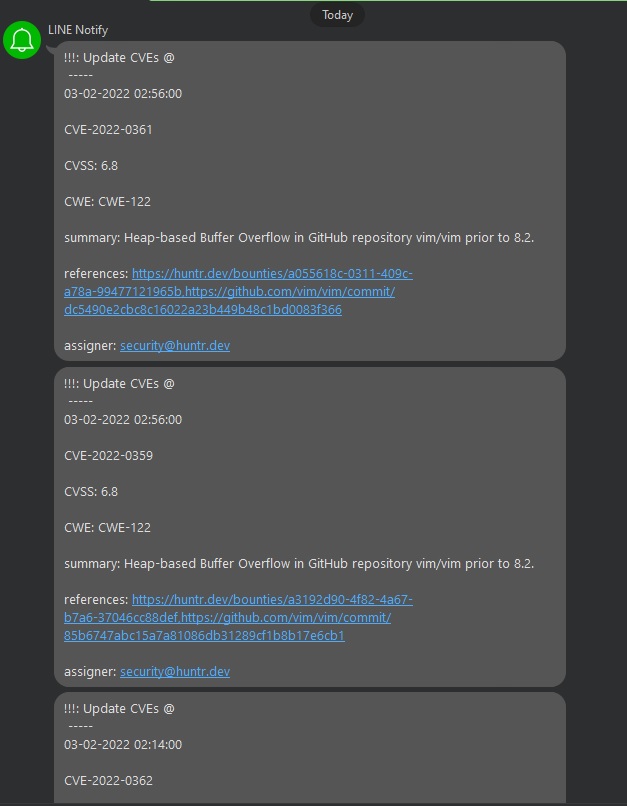 Today
LINE Notify
!!!: Update CVEs @
-----
03-02-2022 02:56:00
CVE-2022-0361
CVSS: 6.8
CWE: CWE-122
summary: Heap-based Buffer Overflow in GitHub repository vim/vim prior to 8.2.
references: https://huntr.dev/bounties/a055618c-0311-409c-
a78a-99477121965b,https://github.com/vim/vim/commit/
dc5490e2cbc8c16022a23b449b48c1bd0083f366
assigner: security@huntr.dev
!!!: Update CVEs @
-----
03-02-2022 02:56:00
CVE-2022-0359
CVSS: 6.8
CWE: CWE-122
summary: Heap-based Buffer Overflow in GitHub repository vim/vim prior to 8.2.
references: https://huntr.dev/bounties/a3192d90-4f82-4a67-
b7a6-37046cc88def,https://github.com/vim/vim/commit/
85b6747abc15a7a81086db31289cf1b8b17e6cb1
assigner: security@huntr.dev
!!!: Update CVEs @
-----
03-02-2022 02:14:00
CVE-2022-0362